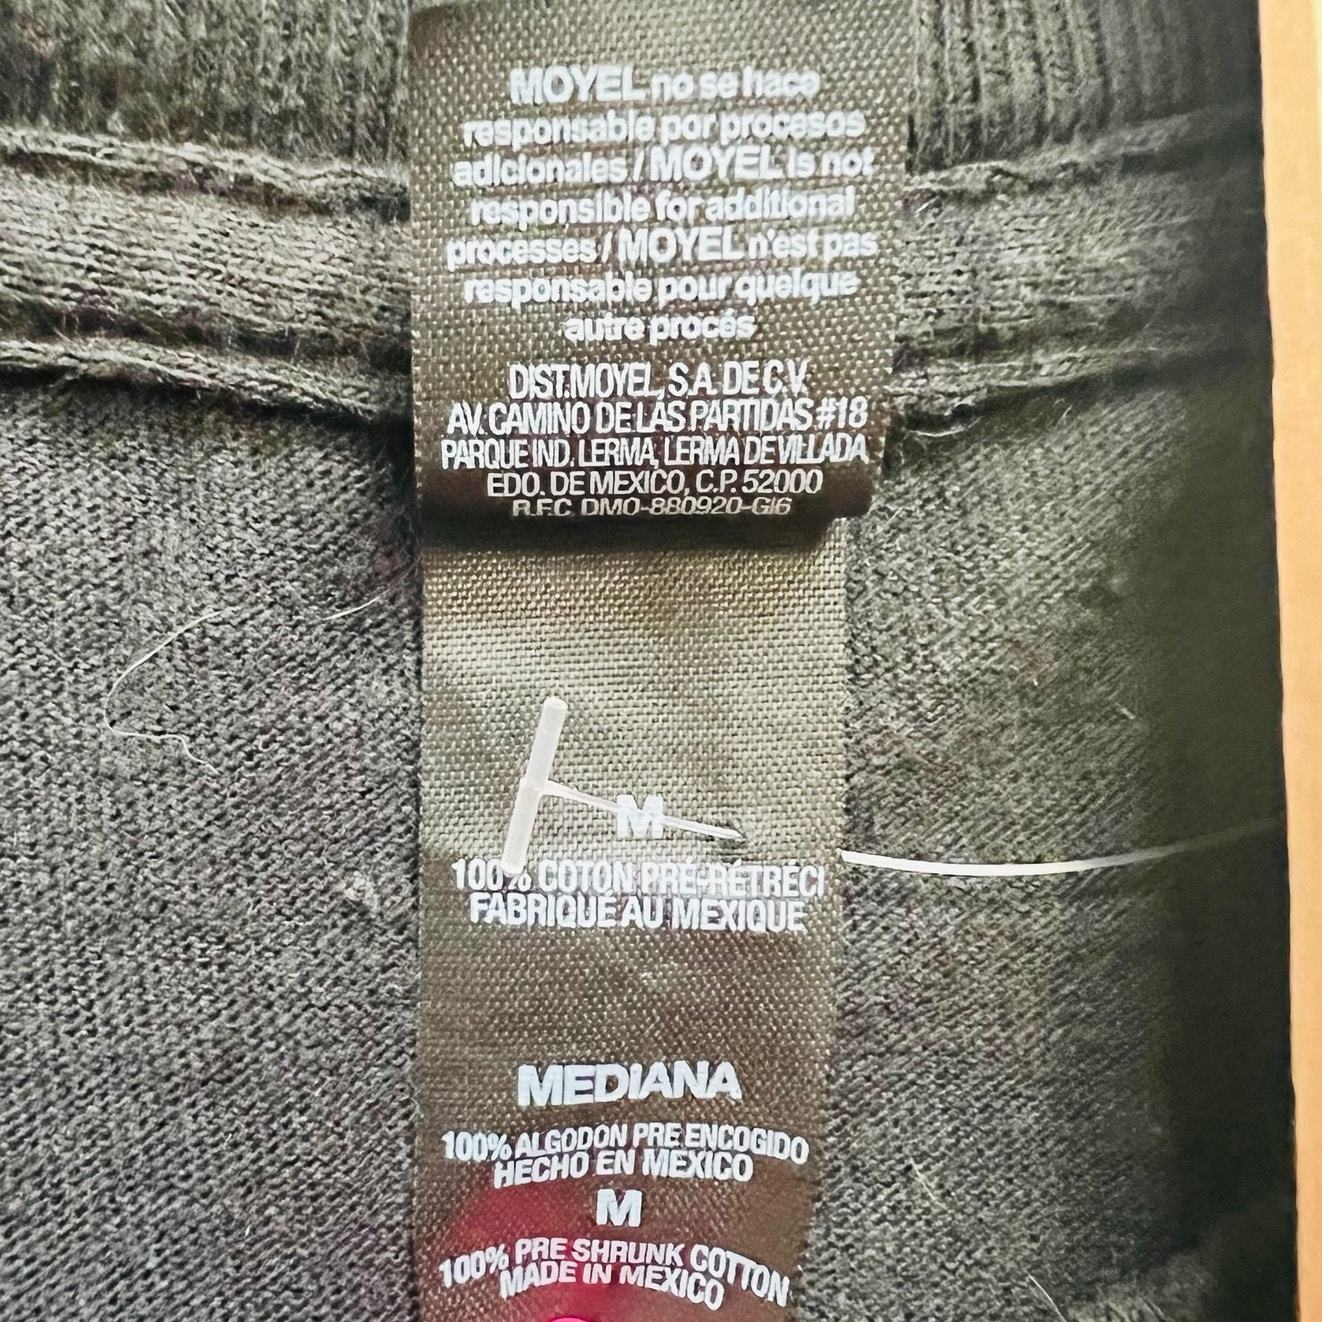 MOYEL no se hace
responsable por procesos
adicionales / MOYEL is not
responsible for additional
processes / MOYEL n'est pas
responsable pour quelque
autre procés
DIST.MOYEL, S.A. DE C.V.
AV. CAMINO DE LAS PARTIDAS #18
PARQUE IND. LERMA, LERMA DE VILLADA
EDO. DE MEXICO, C.P. 52000
R.F.C. DMO-880920-GI6
M
100% COTON PRÉ-RÉTRÉCI
FABRIQUÉ AU MEXIQUE
MEDIANA
100% ALGODON PRE ENCOGIDO
HECHO EN MEXICO
M
100% PRE SHRUNK COTTON
MADE IN MEXICO